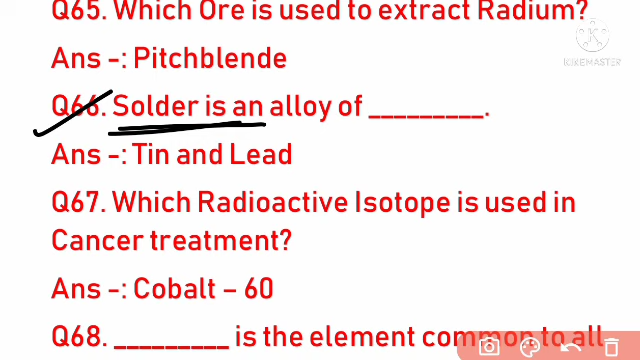 Q65. Which Ore is used to extract Radium?
KINEMASTER
Ans -: Pitchblende
Q66. Solder is an alloy of _________.
Ans -: Tin and Lead
Q67. Which Radioactive Isotope is used in
Cancer treatment?
Ans -: Cobalt – 60
Q68. _________ is the element common to all